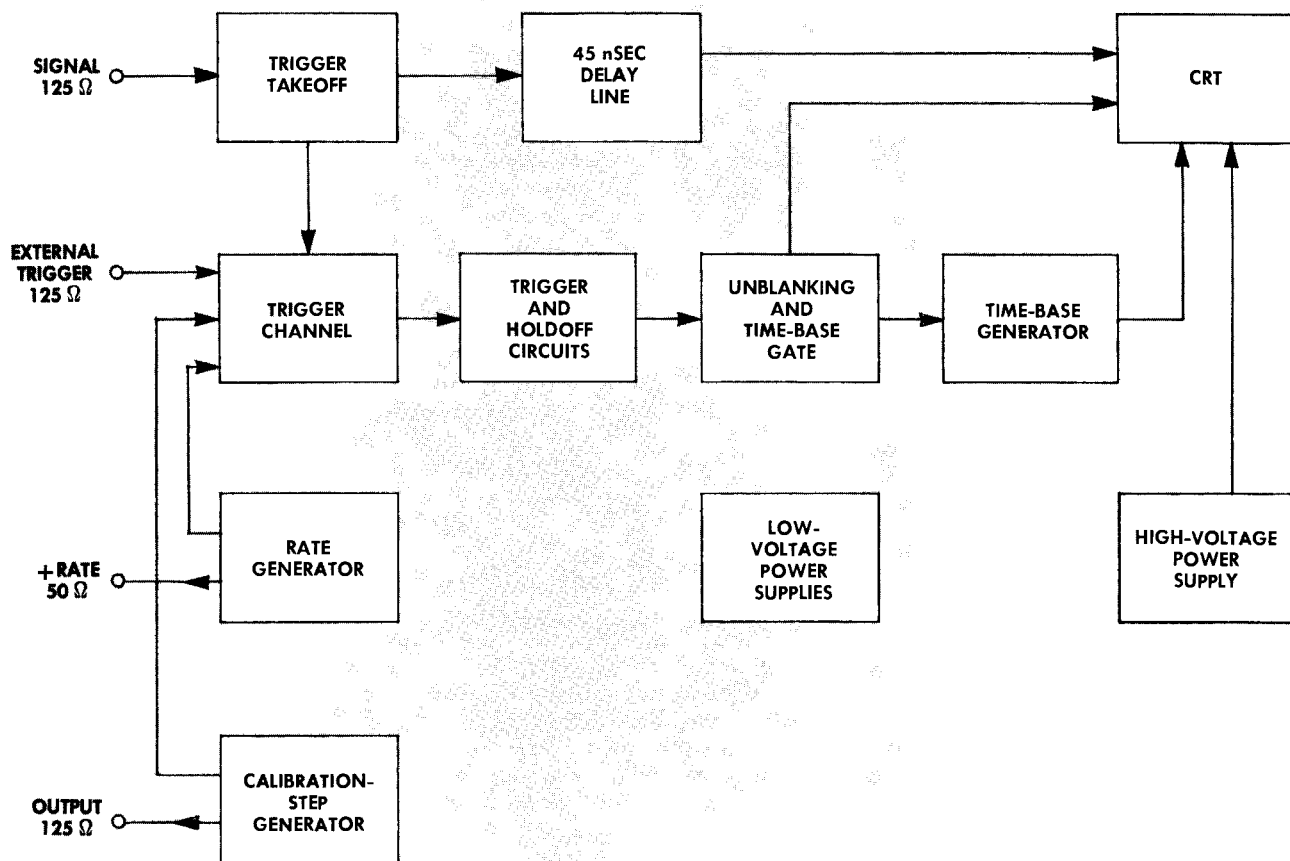 SIGNAL
125 Ω
TRIGGER
TAKEOFF
45 nSEC
DELAY
LINE
CRT
EXTERNAL
TRIGGER
125 Ω
TRIGGER
CHANNEL
TRIGGER
AND
HOLDOFF
CIRCUITS
UNBLANKING
AND
TIME-BASE
GATE
TIME-BASE
GENERATOR
+RATE
50 Ω
RATE
GENERATOR
LOW-
VOLTAGE
POWER
SUPPLIES
HIGH-VOLTAGE
POWER
SUPPLY
OUTPUT
125 Ω
CALIBRATION-
STEP
GENERATOR